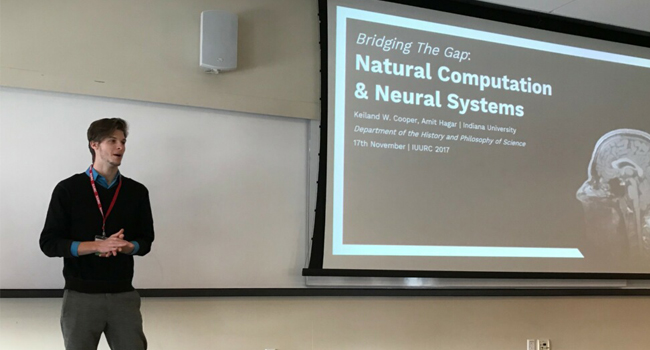 Bridging The Gap:
Natural Computation
& Neural Systems
Keiland W. Cooper, Amit Hagar | Indiana University
Department of the History and Philosophy of Science
17th November | IUURC 2017